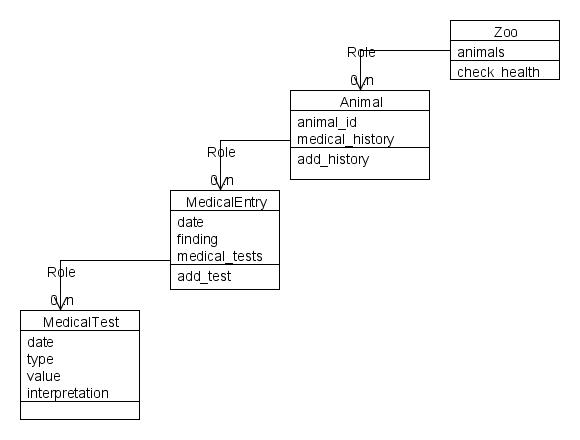 Zoo
animals
check_health
Role
0..n
Animal
animal_id
medical_history
add_history
Role
0..n
MedicalEntry
date
finding
medical_tests
add_test
Role
0..n
MedicalTest
date
type
value
interpretation